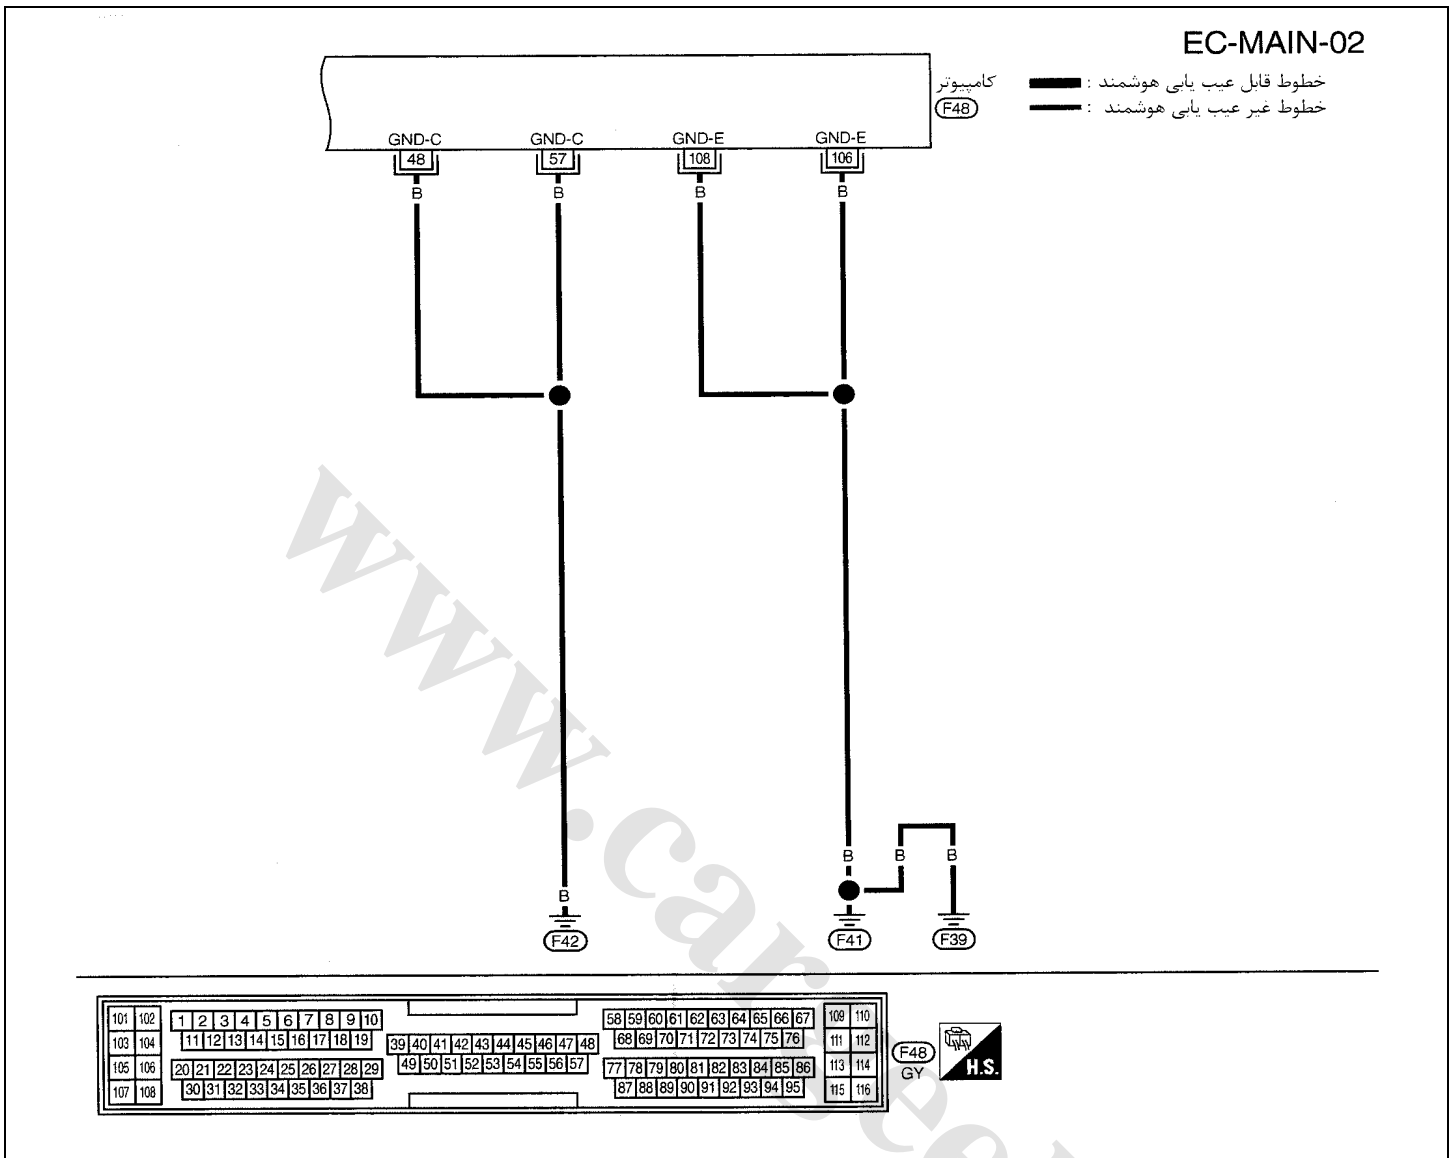 EC-MAIN-02
خطوط قابل عیب یابی هوشمند :
خطوط غیر عیب یابی هوشمند :
کامپیوتر
F48
GND-C GND-C GND-E GND-E
48 57 108 106
B B B B
B B B
B
F42 F41 F39
101 102 1 2 3 4 5 6 7 8 9 10 58 59 60 61 62 63 64 65 66 67 109 110
103 104 11 12 13 14 15 16 17 18 19 39 40 41 42 43 44 45 46 47 48 68 69 70 71 72 73 74 75 76 111 112
105 106 20 21 22 23 24 25 26 27 28 29 49 50 51 52 53 54 55 56 57 77 78 79 80 81 82 83 84 85 86 113 114
107 108 30 31 32 33 34 35 36 37 38 87 88 89 90 91 92 93 94 95 115 116
F48
GY
H.S.